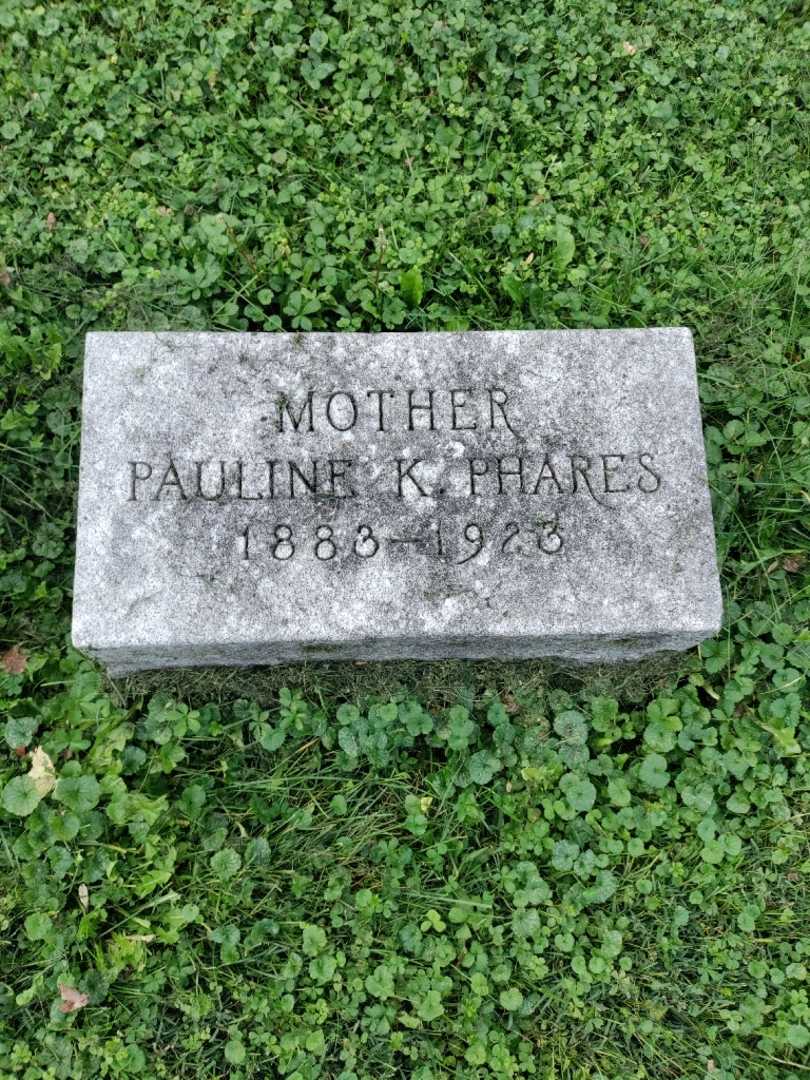 MOTHER
PAULINE K. PHARES
1883–1923